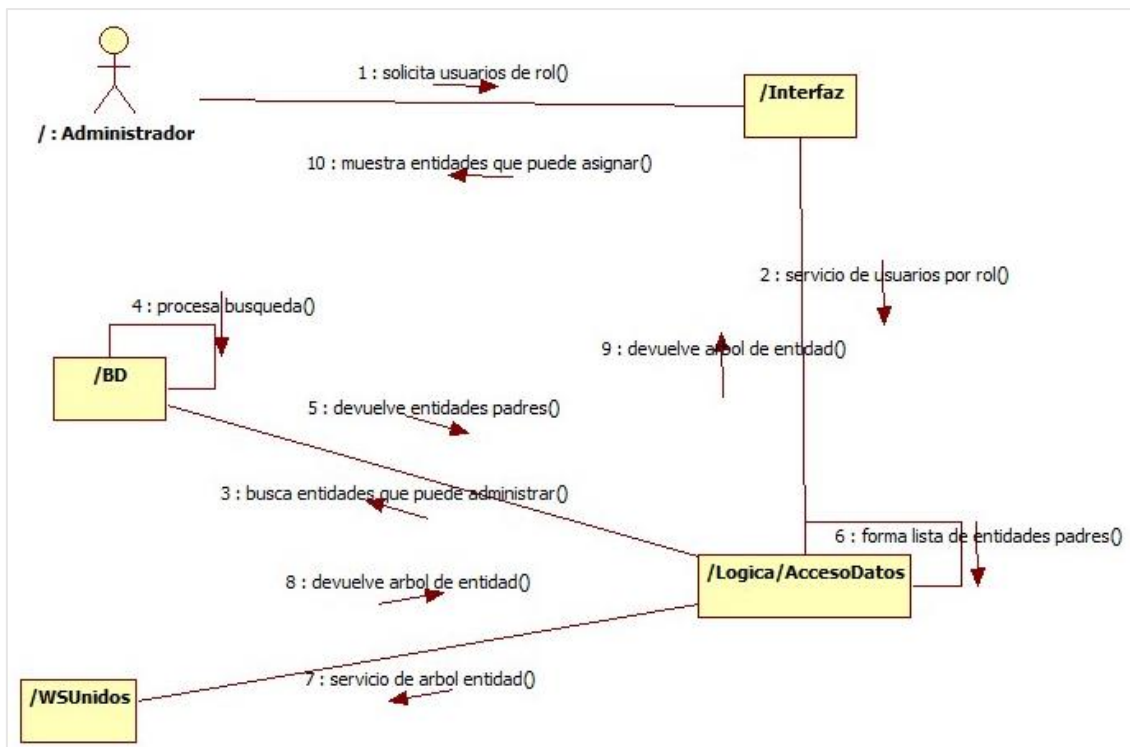 1 : solicita usuarios de rol()
/Interfaz
/ : Administrador
10 : muestra entidades que puede asignar()
2 : servicio de usuarios por rol()
4 : procesa busqueda()
9 : devuelve arbol de entidad()
/BD
5 : devuelve entidades padres()
3 : busca entidades que puede administrar()
6 : forma lista de entidades padres()
/Logica/AccesoDatos
8 : devuelve arbol de entidad()
7 : servicio de arbol entidad()
/WSUnidos